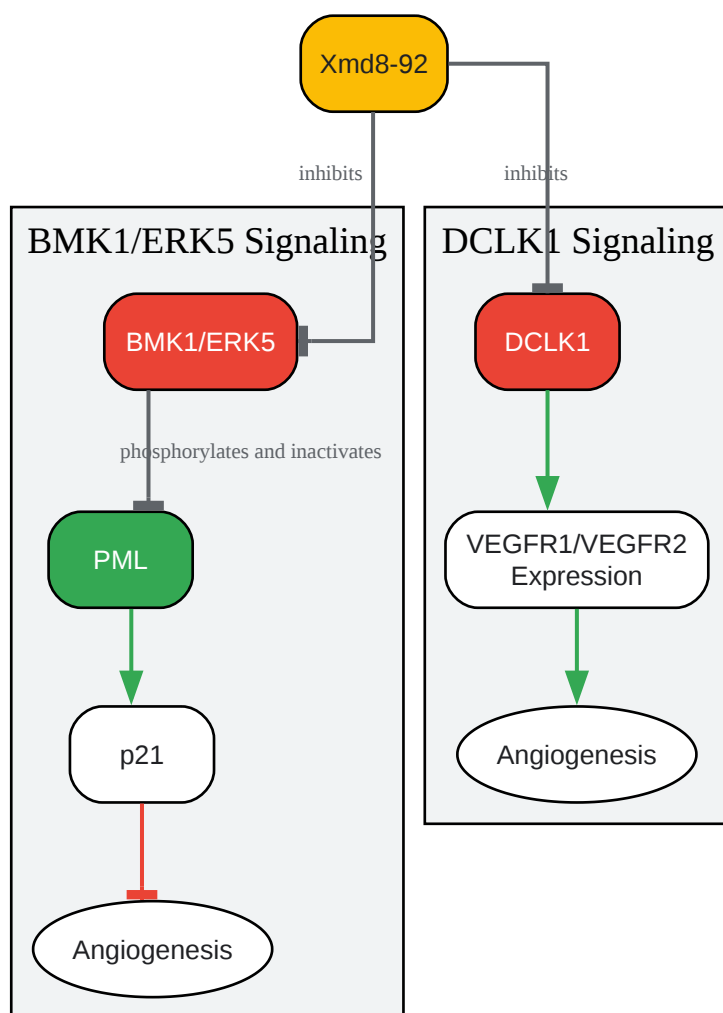 Xmd8-92
inhibits
inhibits
BMK1/ERK5 Signaling
DCLK1 Signaling
BMK1/ERK5
DCLK1
phosphorylates and inactivates
PML
VEGFR1/VEGFR2
Expression
p21
Angiogenesis
Angiogenesis